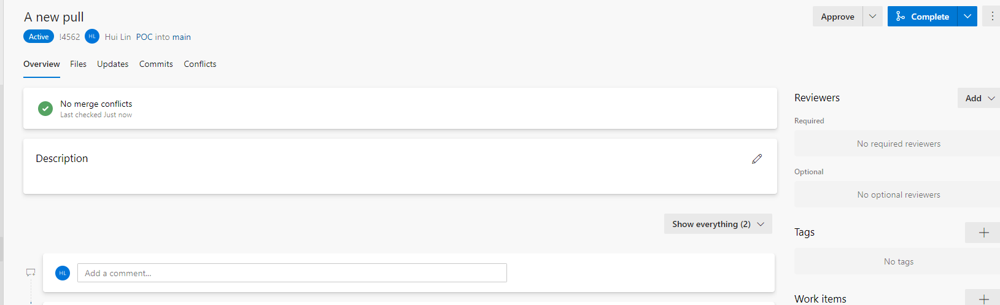 A new pull
Approve
Complete
Active !4562 HL Hui Lin POC into main
Overview Files Updates Commits Conflicts
No merge conflicts
Last checked Just now
Description
Show everything (2)
HL Add a comment...
Reviewers
Add
Required
No required reviewers
Optional
No optional reviewers
Tags
No tags
Work items